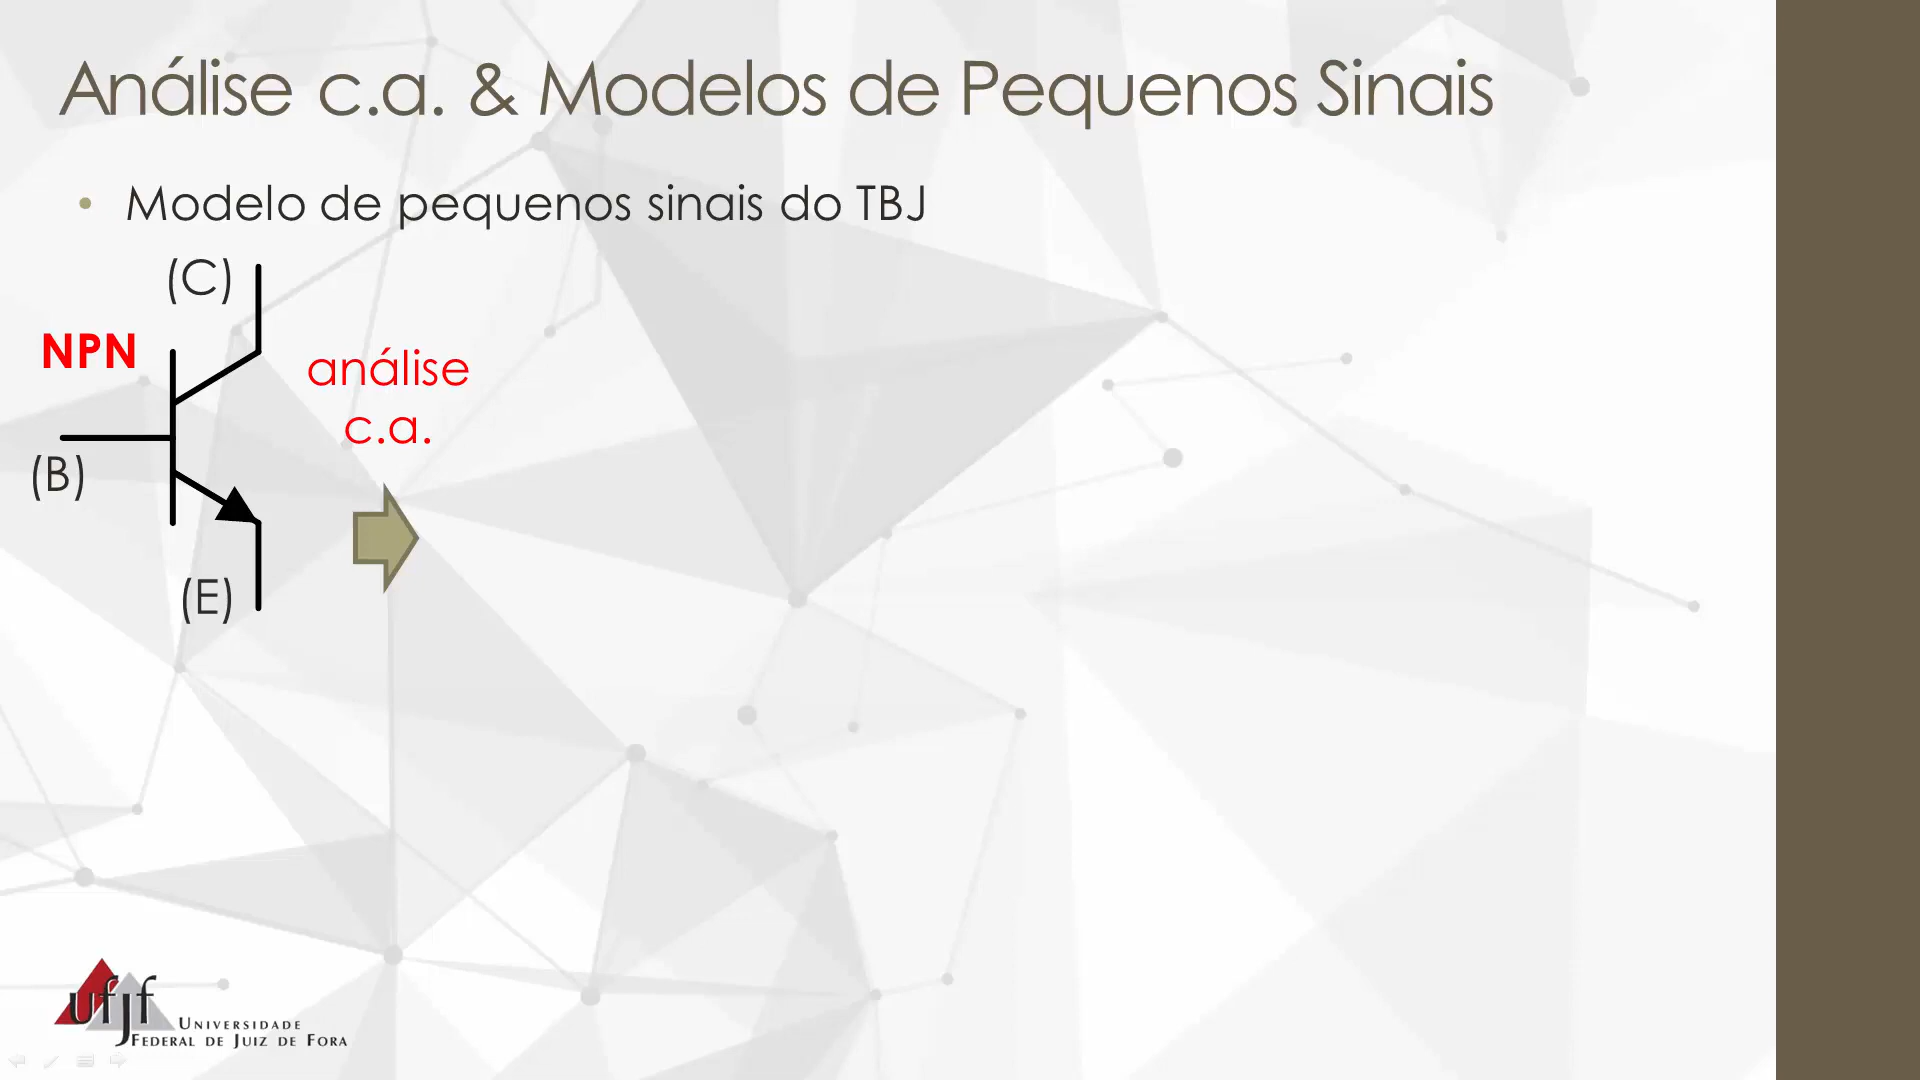 Análise c.a. & Modelos de Pequenos Sinais
• Modelo de pequenos sinais do TBJ
(C)
NPN
análise
c.a.
(B)
(E)
ufjf
UNIVERSIDADE
FEDERAL DE JUIZ DE FORA